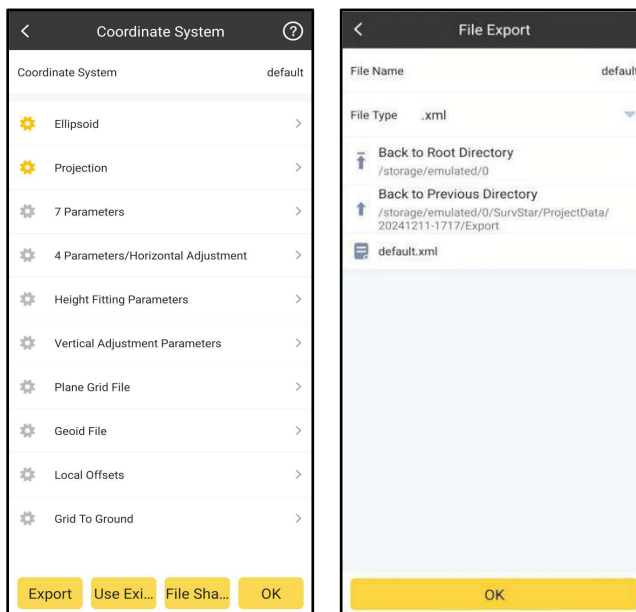 Coordinate System
Coordinate System default
Ellipsoid
Projection
7 Parameters
4 Parameters/Horizontal Adjustment
Height Fitting Parameters
Vertical Adjustment Parameters
Plane Grid File
Geoid File
Local Offsets
Grid To Ground
Export Use Exi... File Sha... OK
File Export
File Name default
File Type .xml
Back to Root Directory
/storage/emulated/0
Back to Previous Directory
/storage/emulated/0/SurvStar/ProjectData/
20241211-1717/Export
default.xml
OK